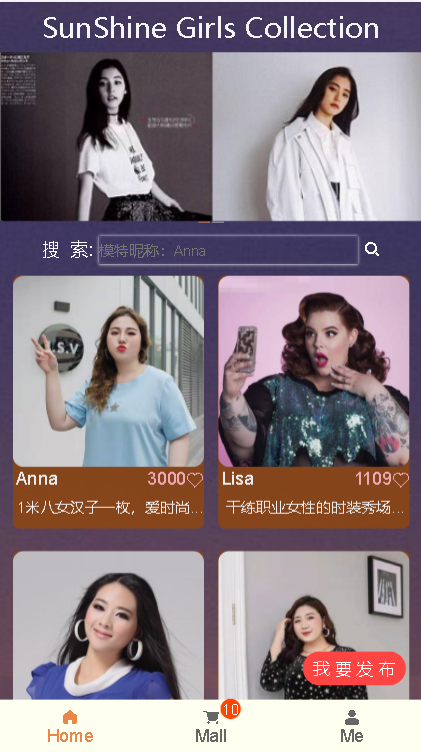 SunShine Girls Collection
搜 索:
模特昵称：Anna
Anna 3000
Lisa 1109
1米八女汉子一枚，爱时尚...
干练职业女性的时装秀场...
我要发布
10
Home Mall Me